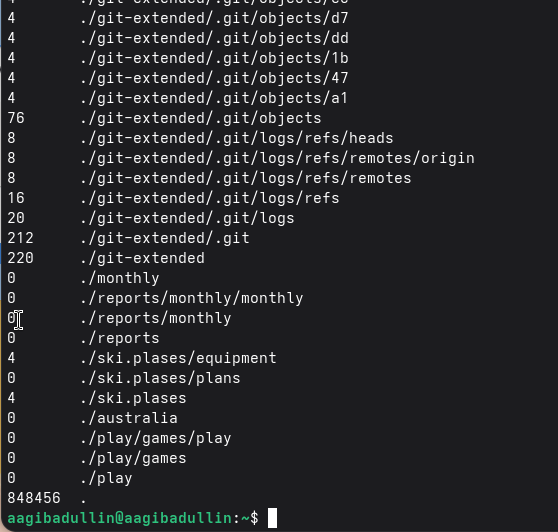 4 ./git-extended/.git/objects/d7
4 ./git-extended/.git/objects/dd
4 ./git-extended/.git/objects/1b
4 ./git-extended/.git/objects/47
4 ./git-extended/.git/objects/a1
76 ./git-extended/.git/objects
8 ./git-extended/.git/logs/refs/heads
8 ./git-extended/.git/logs/refs/remotes/origin
8 ./git-extended/.git/logs/refs/remotes
16 ./git-extended/.git/logs/refs
20 ./git-extended/.git/logs
212 ./git-extended/.git
220 ./git-extended
0 ./monthly
0 ./reports/monthly/monthly
0 ./reports/monthly
0 ./reports
4 ./ski.plases/equipment
0 ./ski.plases/plans
4 ./ski.plases
0 ./australia
0 ./play/games/play
0 ./play/games
0 ./play
848456 .
aagibadullin@aagibadullin:~$